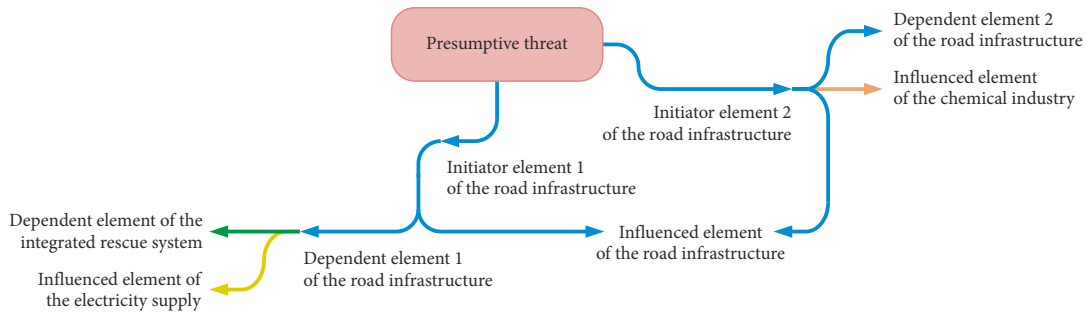 Presumptive threat
Dependent element 2
of the road infrastructure
Influenced element
of the chemical industry
Initiator element 2
of the road infrastructure
Initiator element 1
of the road infrastructure
Dependent element of the
integrated rescue system
Dependent element 1
of the road infrastructure
Influenced element
of the road infrastructure
Influenced element of
the electricity supply